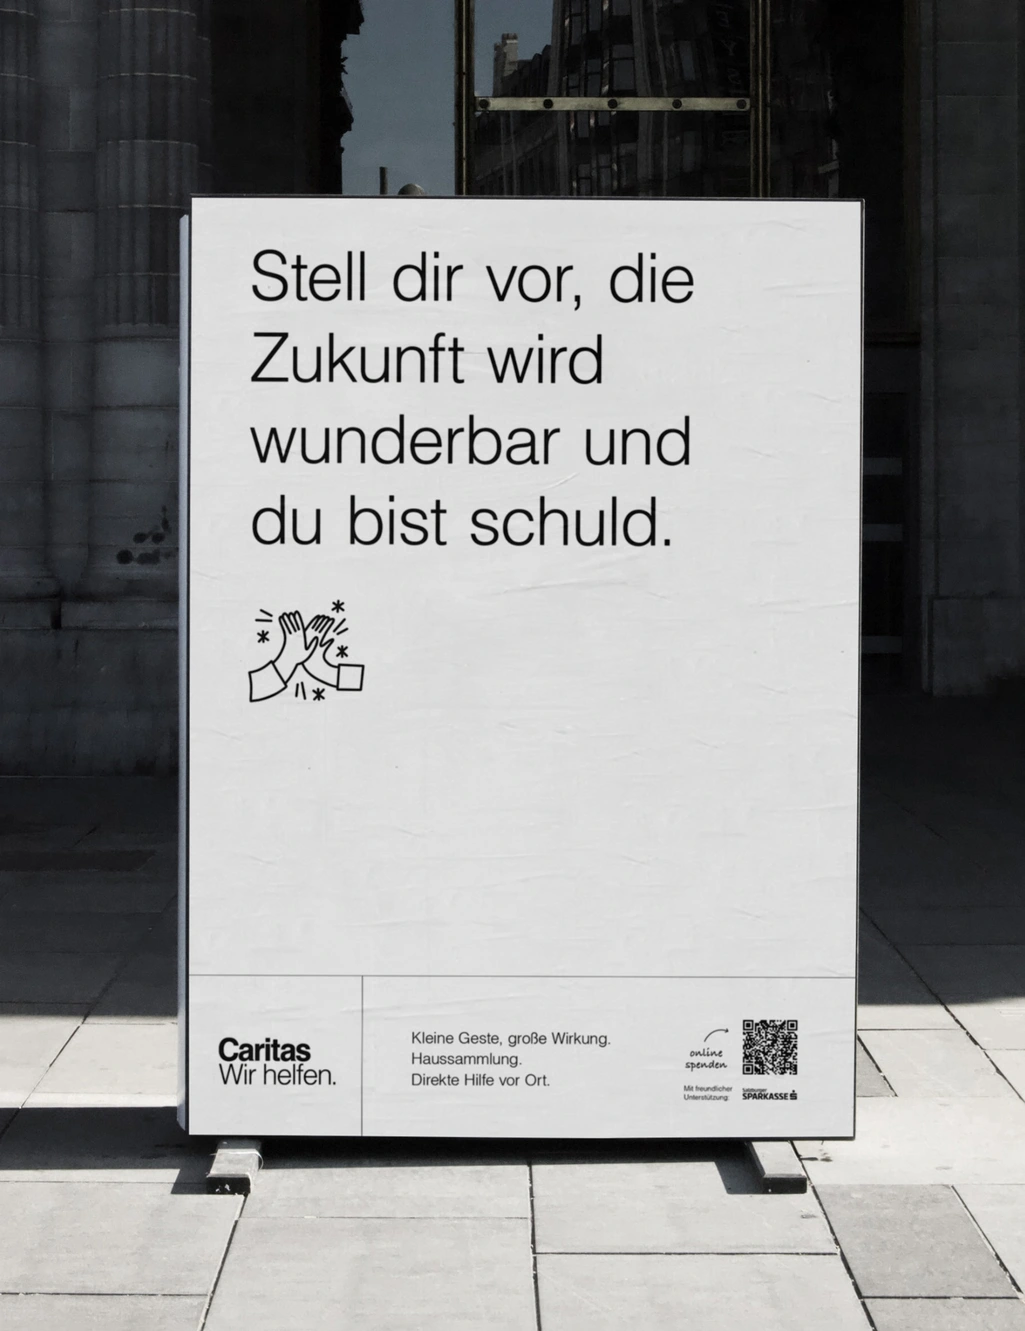 Stell dir vor, die
Zukunft wird
wunderbar und
du bist schuld.
Caritas
Wir helfen.
Kleine Geste, große Wirkung.
Haussammlung.
Direkte Hilfe vor Ort.
online
spenden
Mit freundlicher
Unterstützung:
Salzburger
SPARKASSE